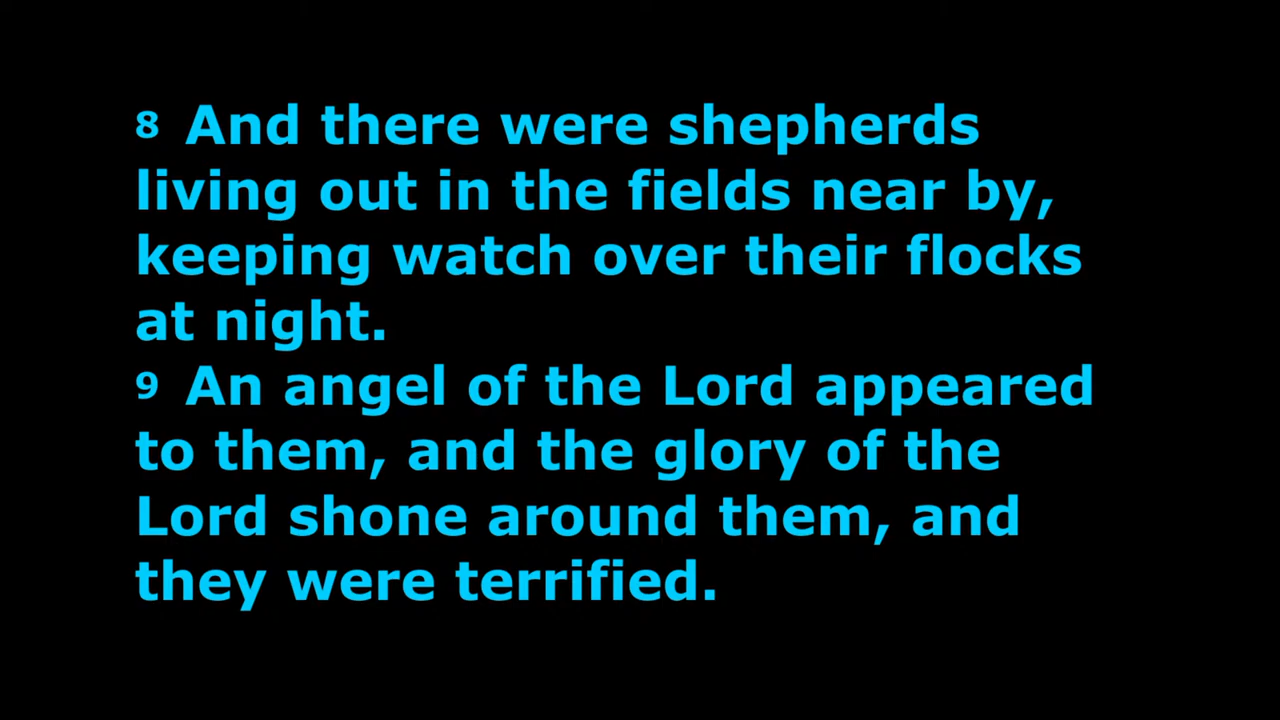 8 And there were shepherds
living out in the fields near by,
keeping watch over their flocks
at night.
9 An angel of the Lord appeared
to them, and the glory of the
Lord shone around them, and
they were terrified.